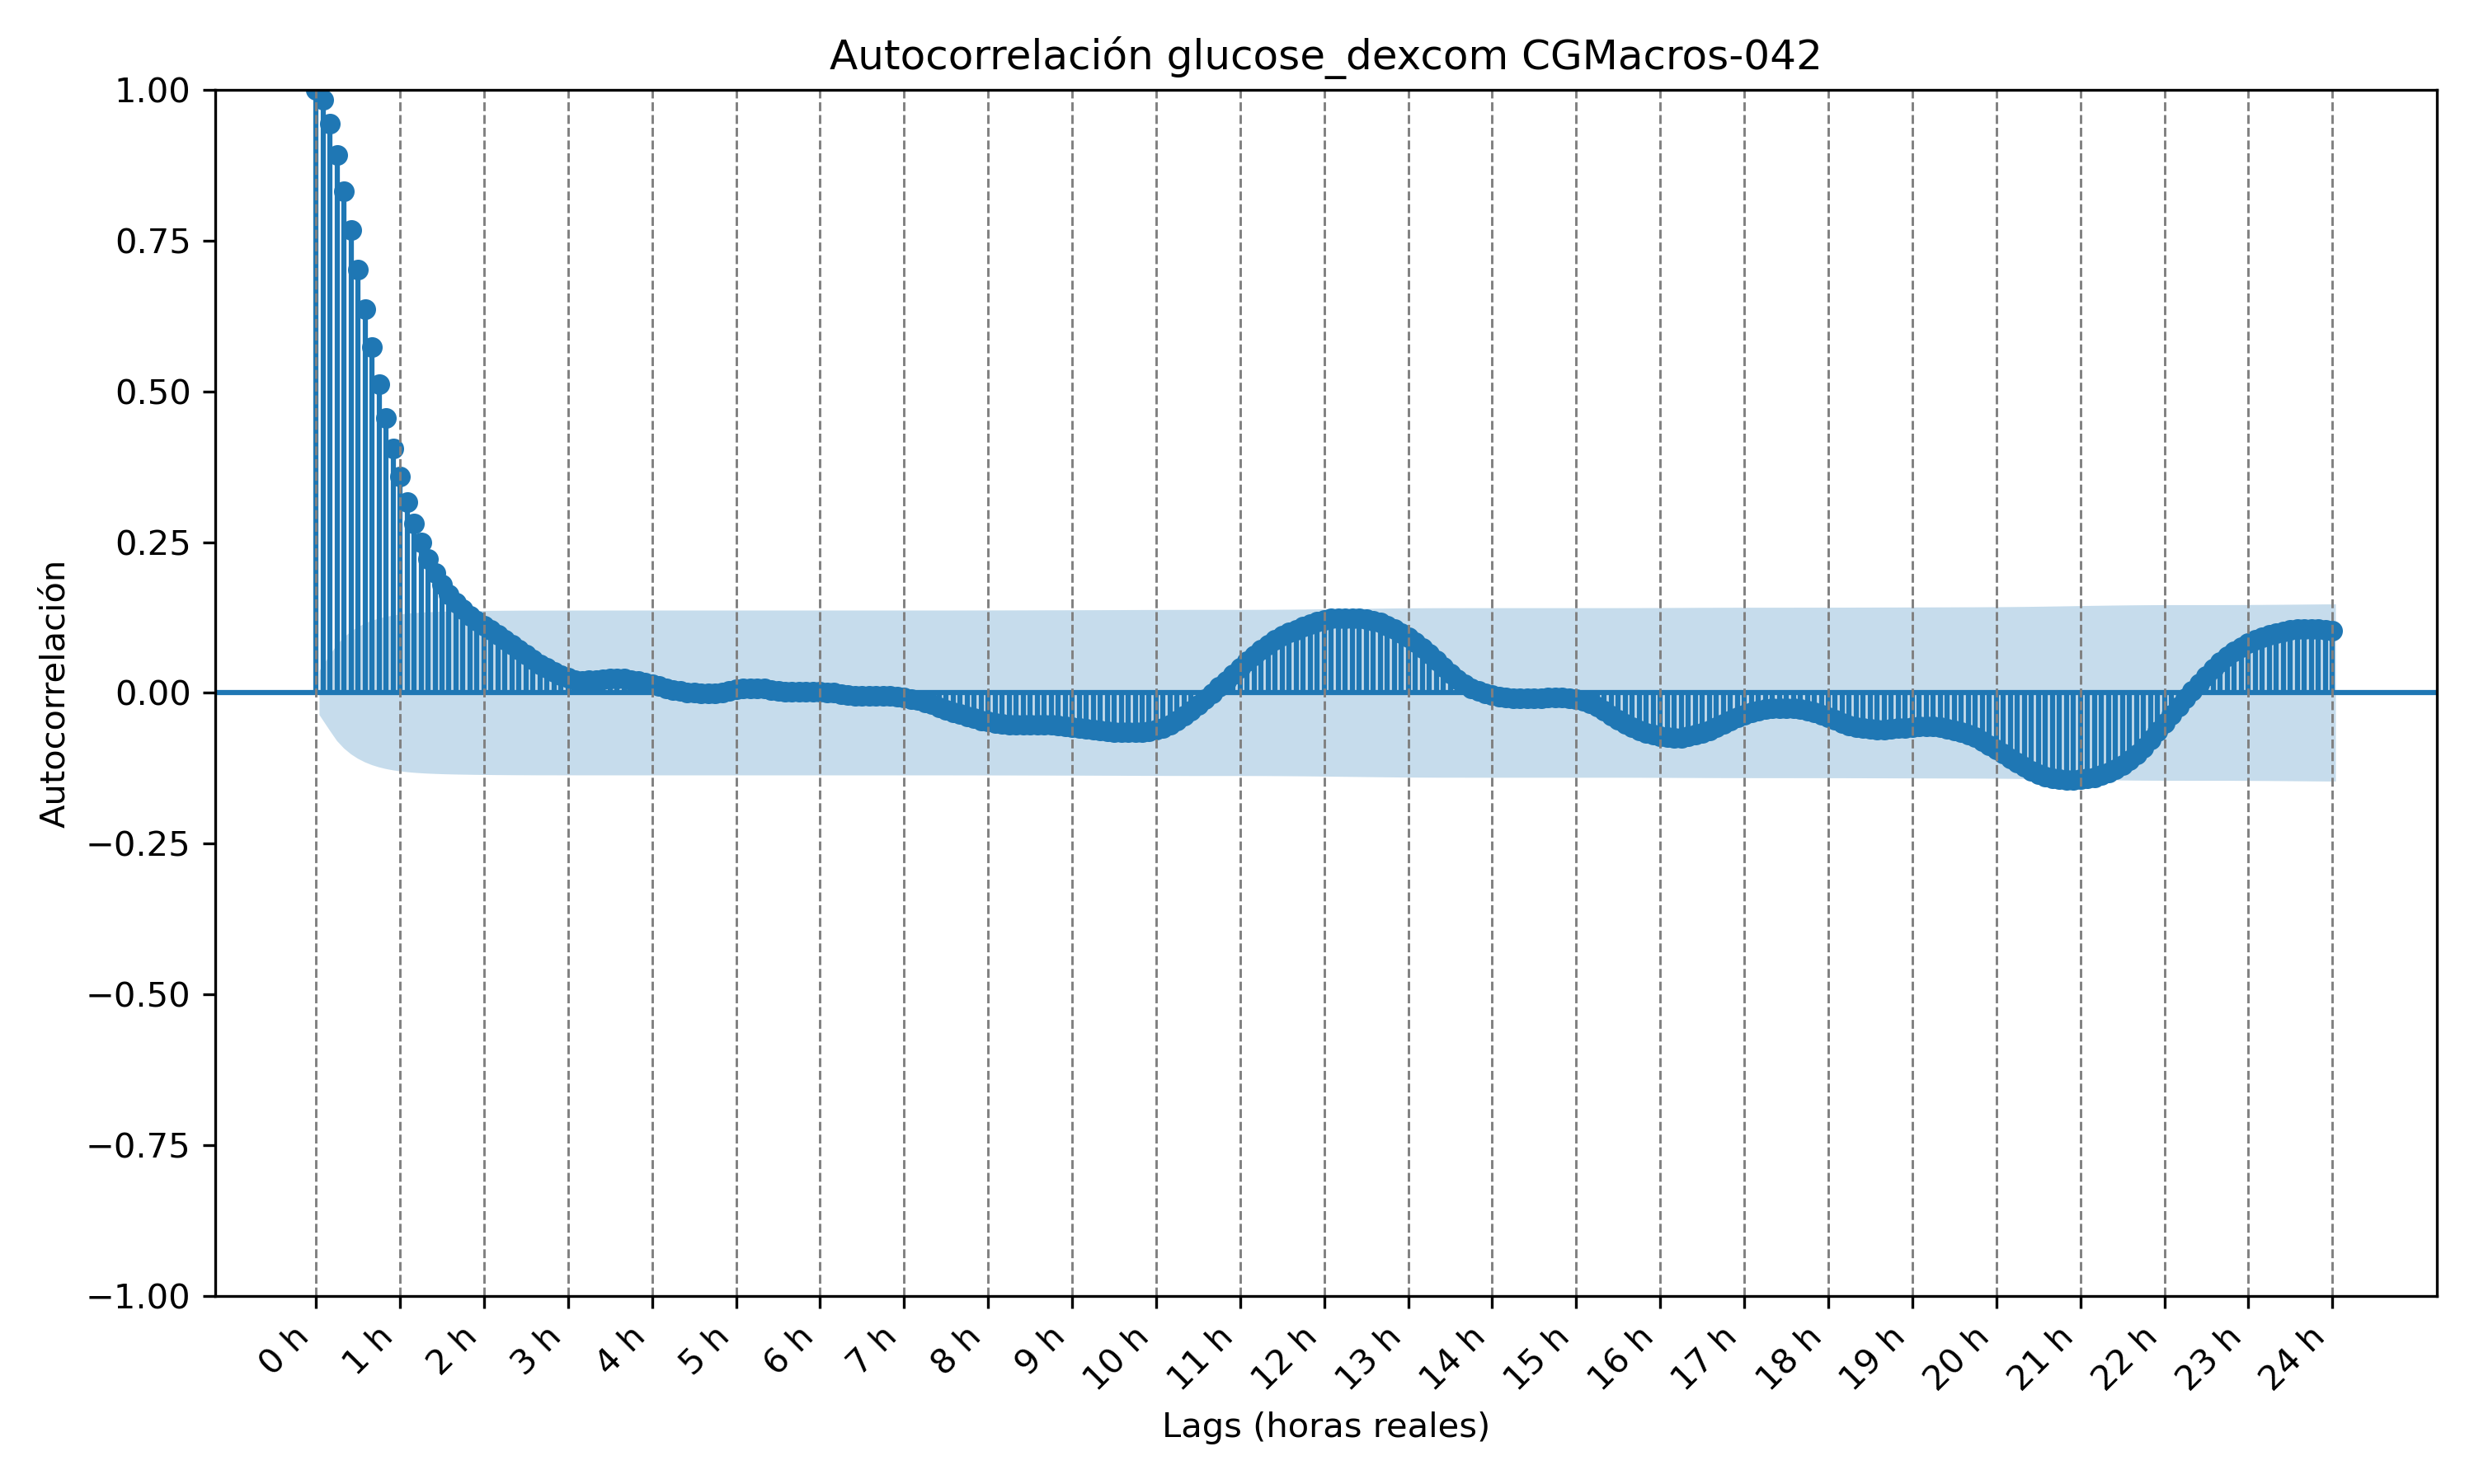 Autocorrelación glucose_dexcom CGMacros-042
Autocorrelación
1.00
0.75
0.50
0.25
0.00
−0.25
−0.50
−0.75
−1.00
0 h
1 h
2 h
3 h
4 h
5 h
6 h
7 h
8 h
9 h
10 h
11 h
12 h
13 h
14 h
15 h
16 h
17 h
18 h
19 h
20 h
21 h
22 h
23 h
24 h
Lags (horas reales)